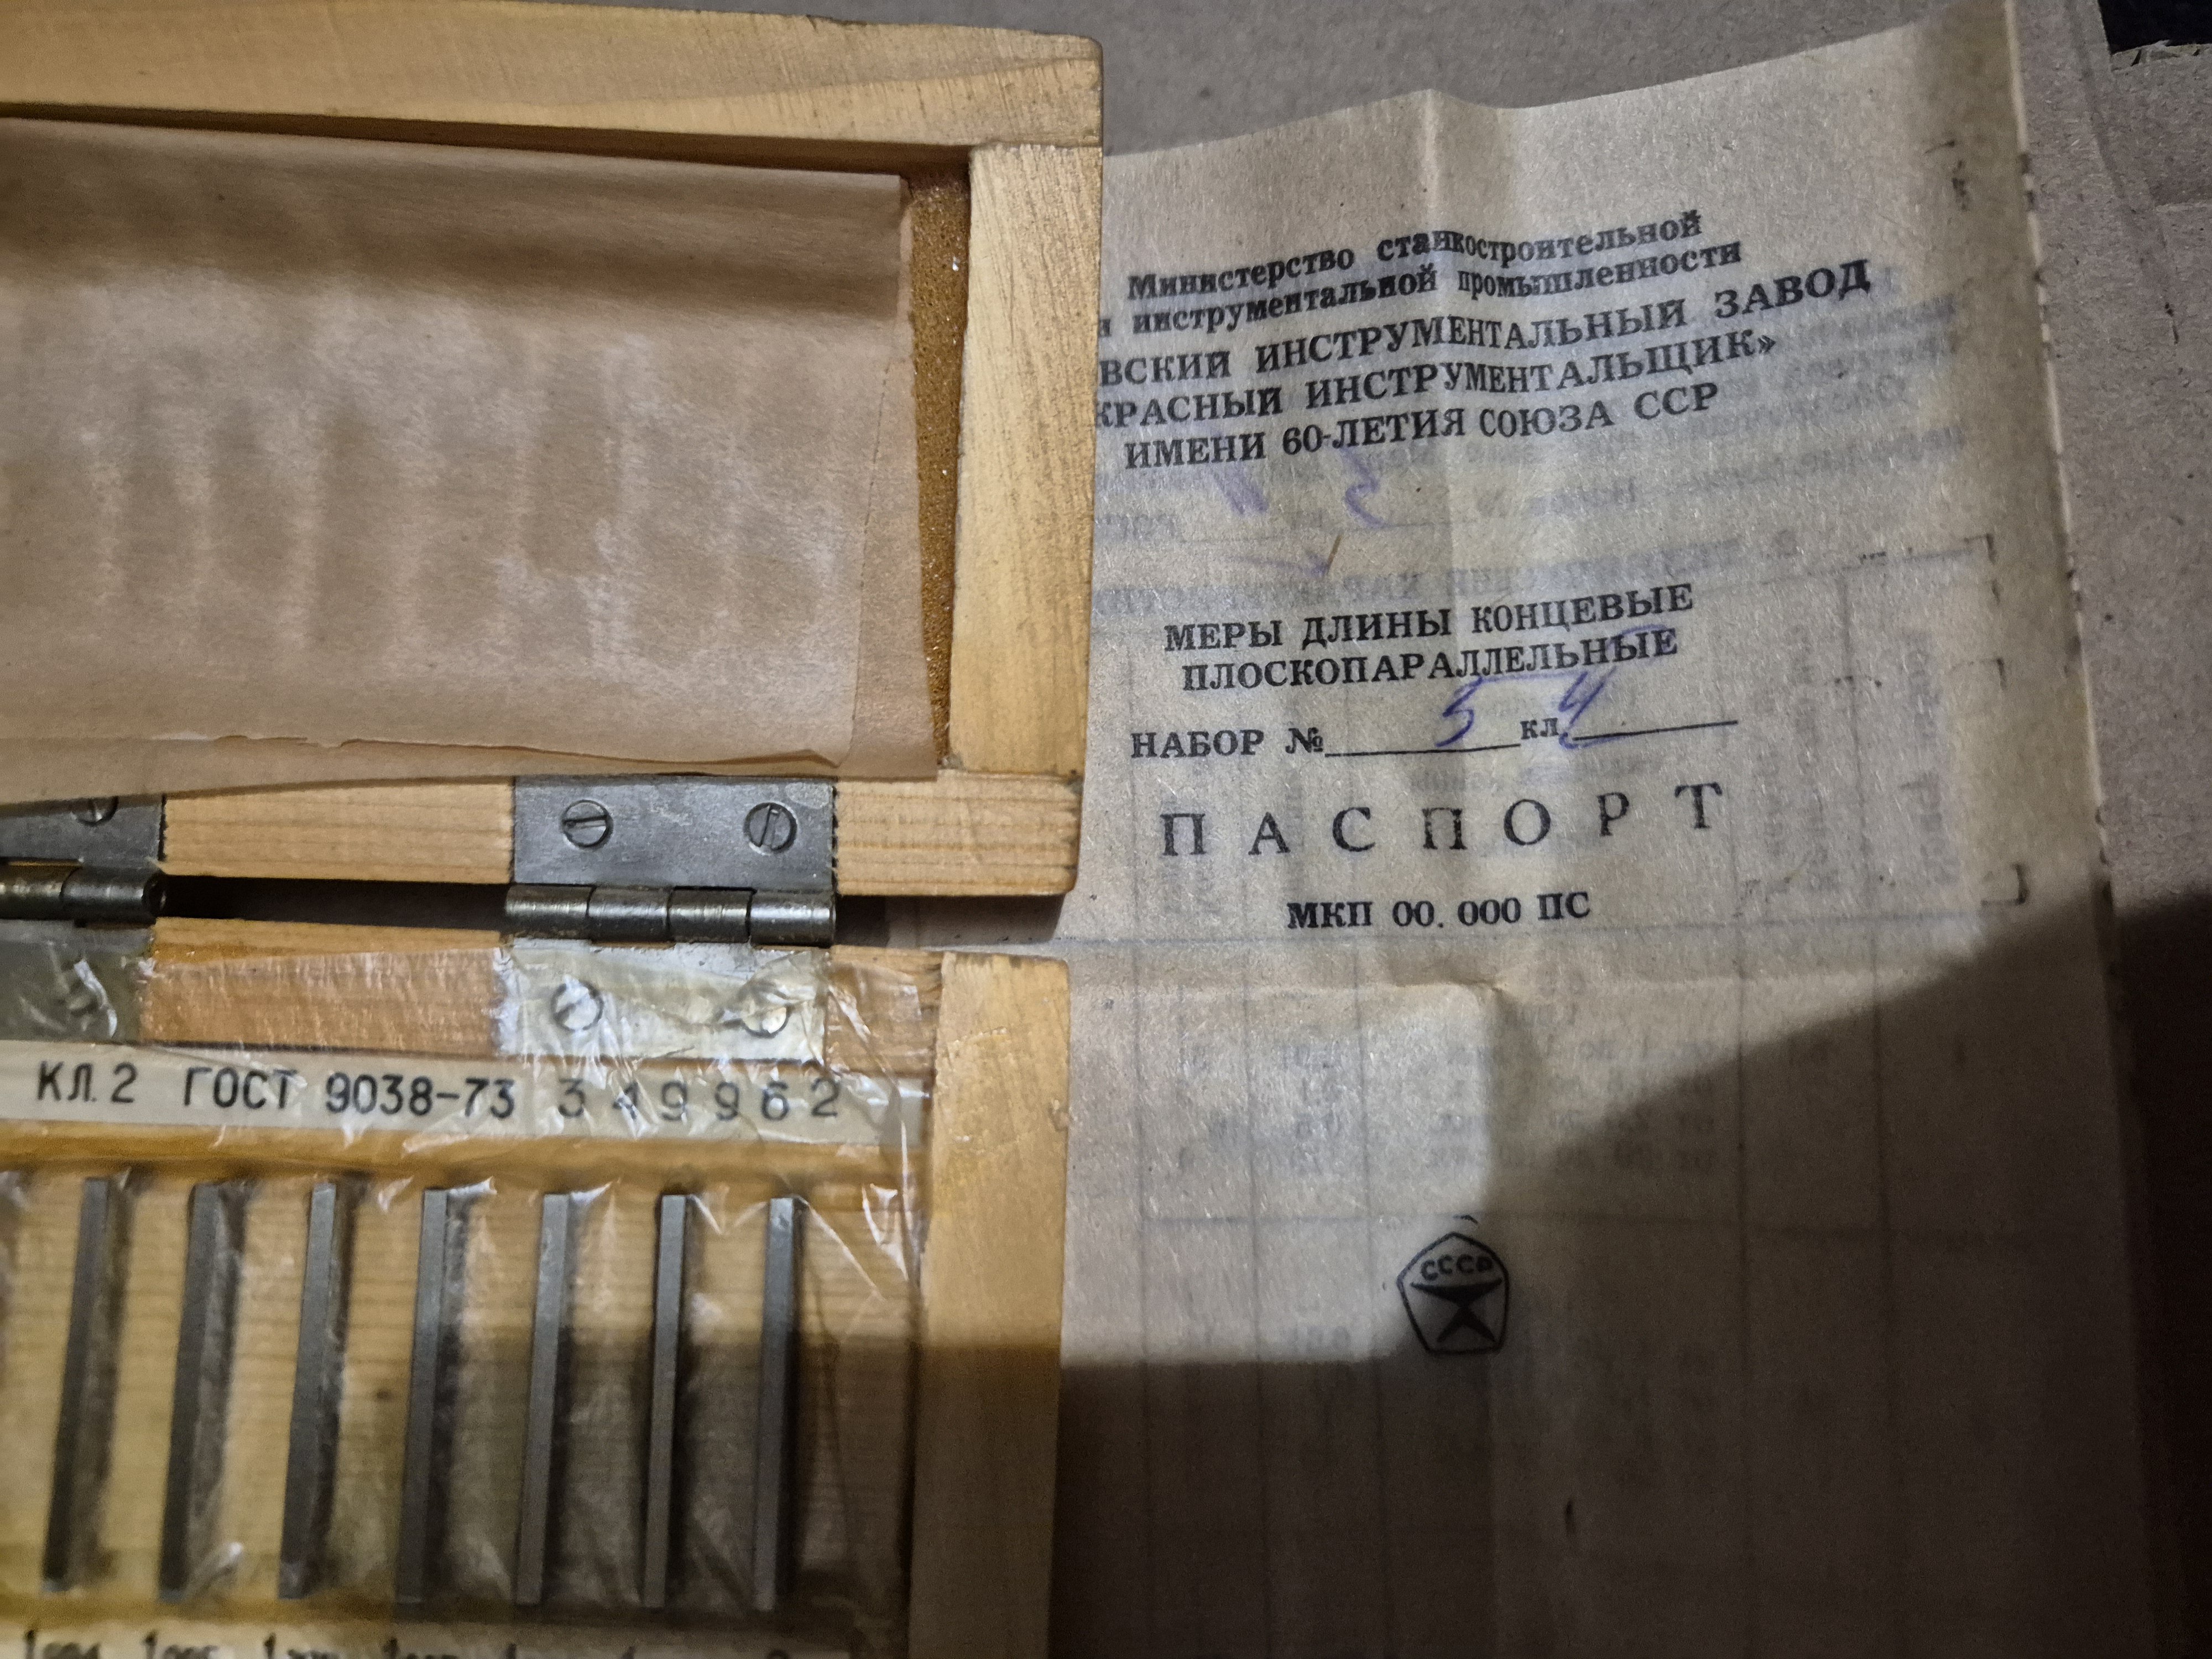 Министерство станкостроительной
и инструментальной промышленности
ВСКИЙ ИНСТРУМЕНТАЛЬНЫЙ ЗАВОД
КРАСНЫЙ ИНСТРУМЕНТАЛЬЩИК»
ИМЕНИ 60-ЛЕТИЯ СОЮЗА ССР
МЕРЫ ДЛИНЫ КОНЦЕВЫЕ
ПЛОСКОПАРАЛЛЕЛЬНЫЕ
НАБОР № 5 кл. 4
ПАСПОРТ
МКП 00. 000 ПС
СССР
КЛ. 2 ГОСТ 9038-73 349962